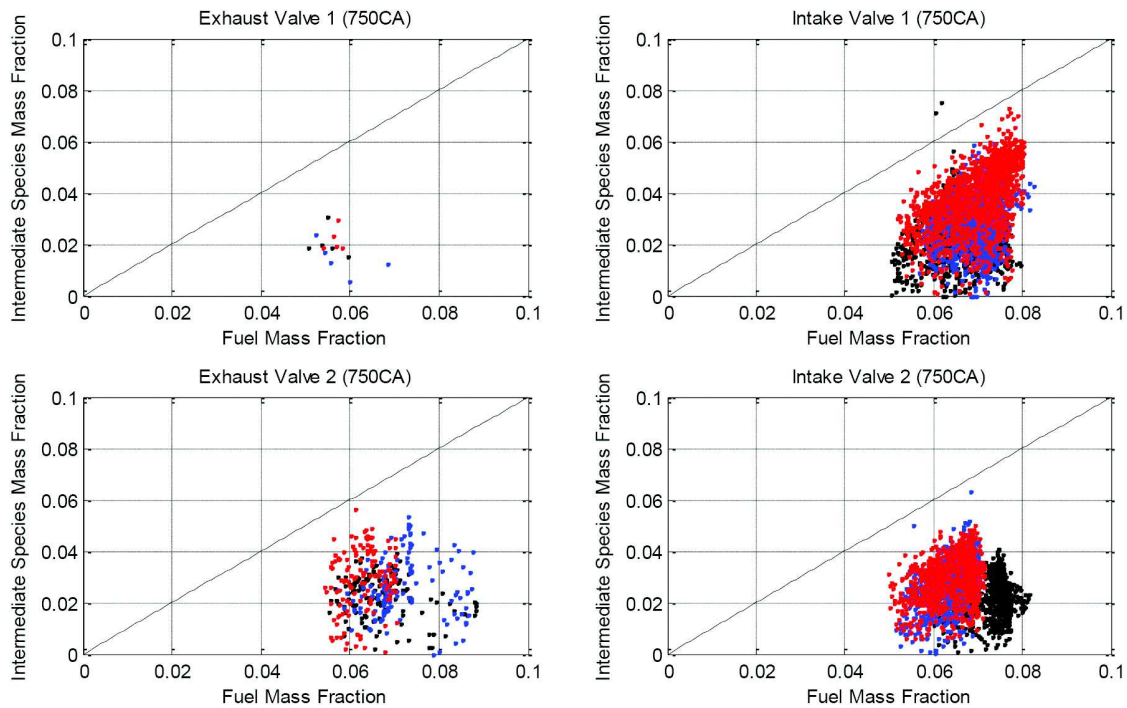 Exhaust Valve 1 (750CA)
Intermediate Species Mass Fraction
0.1
0.08
0.06
0.04
0.02
0
0 0.02 0.04 0.06 0.08 0.1
Fuel Mass Fraction
Intake Valve 1 (750CA)
Intermediate Species Mass Fraction
0.1
0.08
0.06
0.04
0.02
0
0 0.02 0.04 0.06 0.08 0.1
Fuel Mass Fraction
Exhaust Valve 2 (750CA)
Intermediate Species Mass Fraction
0.1
0.08
0.06
0.04
0.02
0
0 0.02 0.04 0.06 0.08 0.1
Fuel Mass Fraction
Intake Valve 2 (750CA)
Intermediate Species Mass Fraction
0.1
0.08
0.06
0.04
0.02
0
0 0.02 0.04 0.06 0.08 0.1
Fuel Mass Fraction